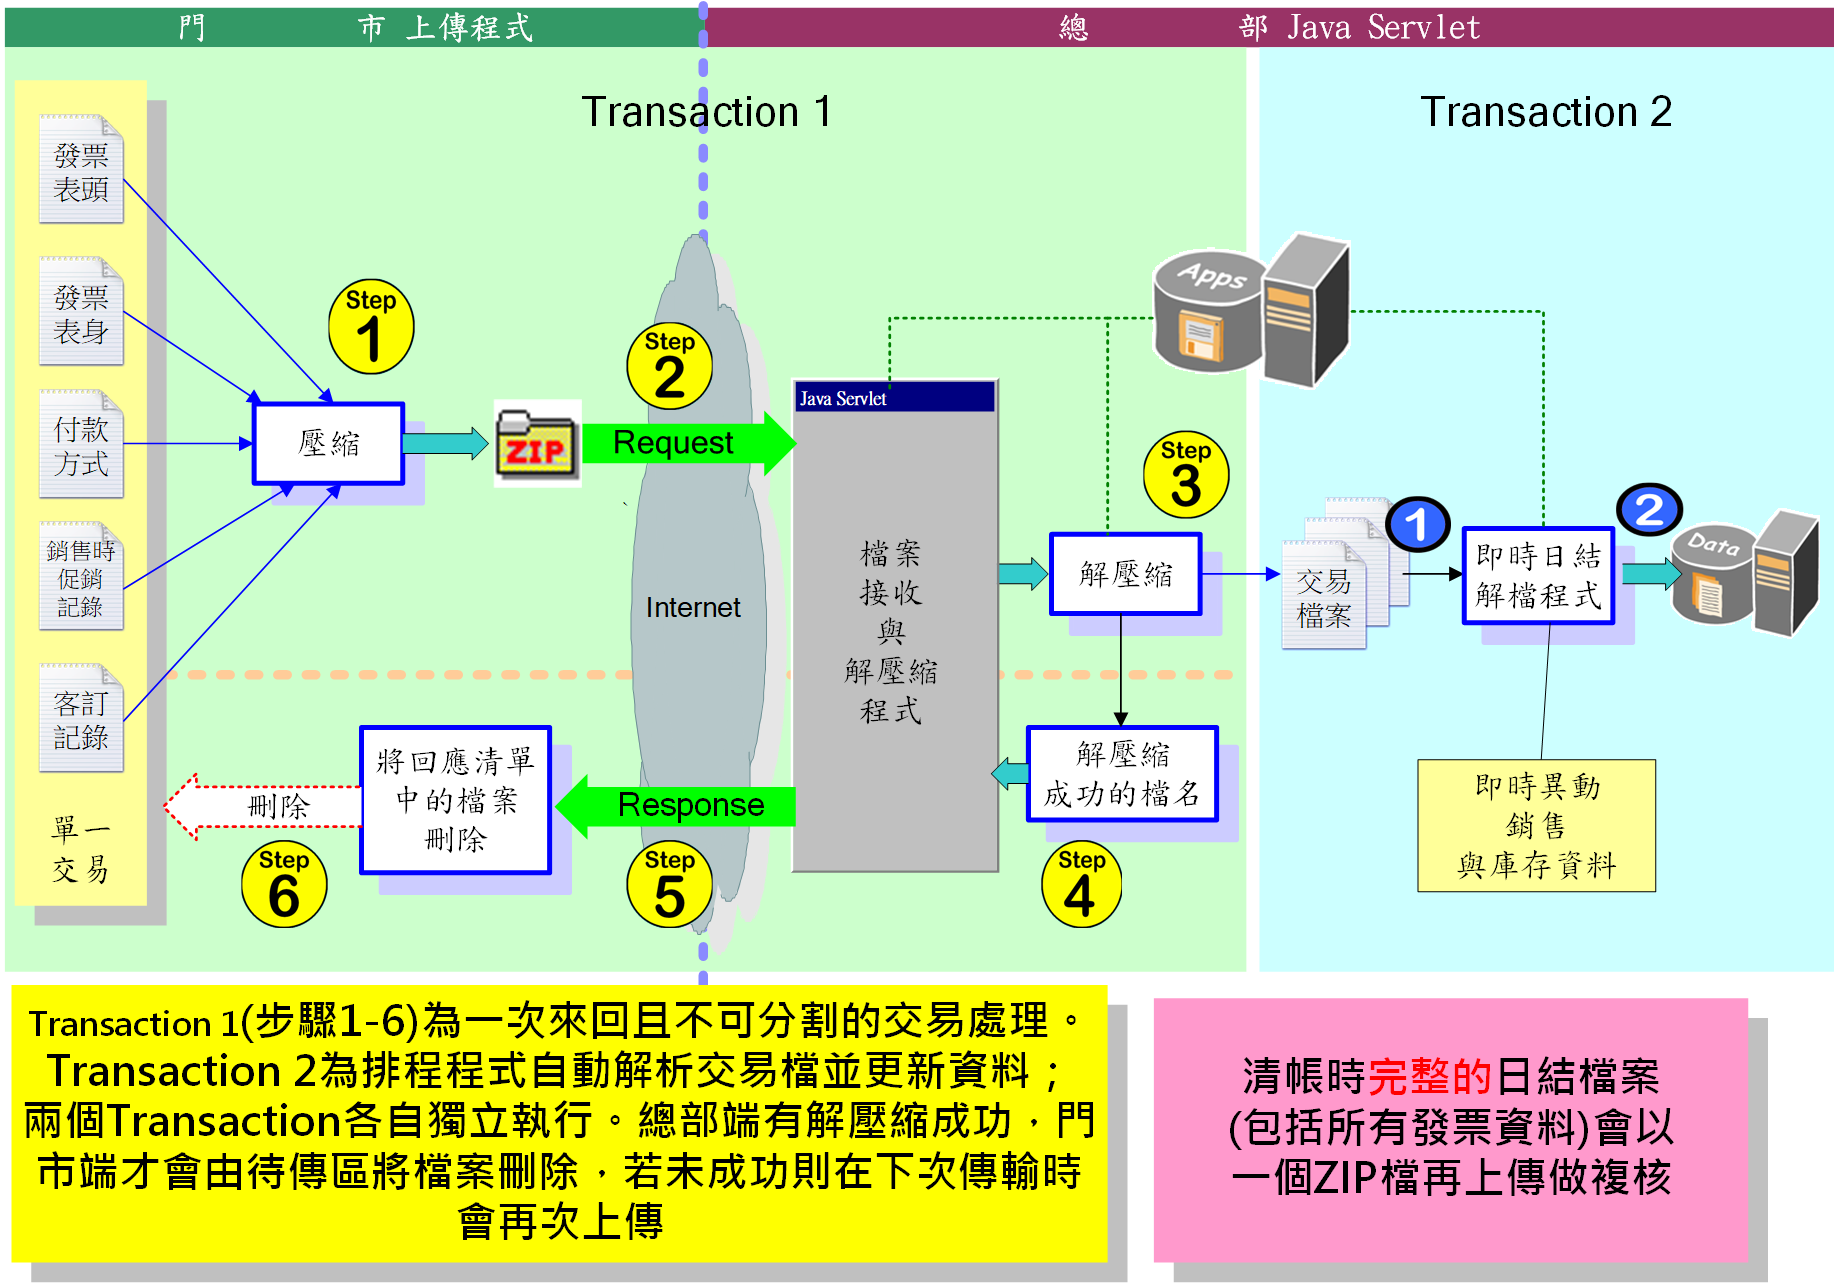 門 市 上傳程式
總 部 Java Servlet
Transaction 1
Transaction 2
發票
表頭
發票
表身
付款
方式
銷售時
促銷
記錄
客訂
記錄
單一
交易
Step
1
壓縮
ZIP
Step
2
Request
Internet
Java Servlet
檔案
接收
與
解壓縮
程式
Apps
Step
3
解壓縮
解壓縮
成功的檔名
Step
4
Response
Step
5
將回應清單
中的檔案
刪除
刪除
Step
6
交易
檔案
1
即時日結
解檔程式
2
Data
即時異動
銷售
與庫存資料
Transaction 1(步驟1-6)為一次來回且不可分割的交易處理。
Transaction 2為排程程式自動解析交易檔並更新資料；
兩個Transaction各自獨立執行。總部端有解壓縮成功，門
市端才會由待傳區將檔案刪除，若未成功則在下次傳輸時
會再次上傳
清帳時完整的日結檔案
(包括所有發票資料)會以
一個ZIP檔再上傳做複核